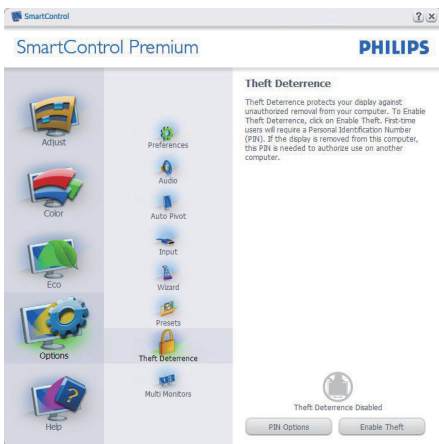 SmartControl
? ×
SmartControl Premium
PHILIPS
Adjust
Color
Eco
Options
Help
Preferences
Audio
Auto Pivot
Input
Wizard
Presets
Theft Deterrence
Multi Monitors
Theft Deterrence
Theft Deterrence protects your display against
unauthorized removal from your computer. To Enable
Theft Deterrence, click on Enable Theft. First-time
users will require a Personal Identification Number
(PIN). If the display is removed from this computer,
this PIN is needed to authorize use on another
computer.
Theft Deterrence Disabled
PIN Options
Enable Theft